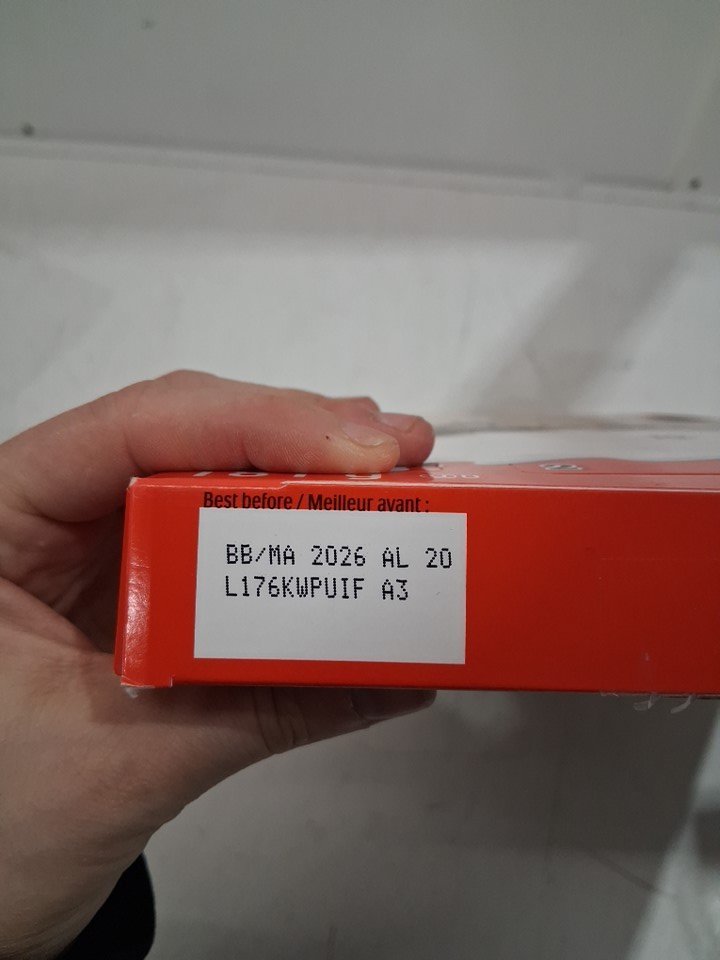 Best before / Meilleur avant :
BB/MA 2026 AL 20
L176KWPUIF A3